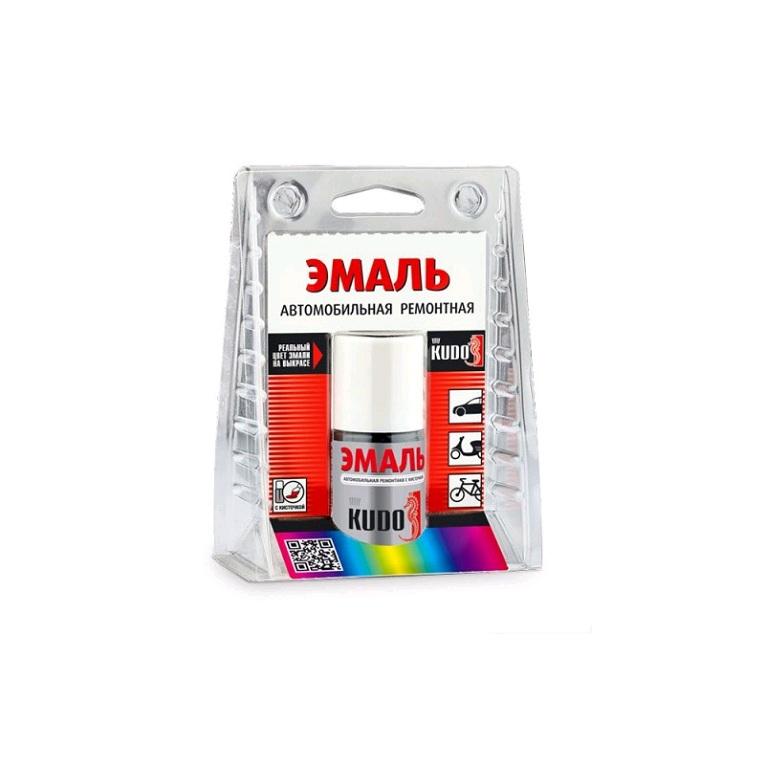 ЭМАЛЬ
АВТОМОБИЛЬНАЯ РЕМОНТНАЯ
РЕАЛЬНЫЙ
ЦВЕТ ЭМАЛИ
НА ВЫКРАСЕ
KUDO
ЭМАЛЬ
АВТОМОБИЛЬНАЯ РЕМОНТНАЯ С КИСТОЧКОЙ
KUDO
С КИСТОЧКОЙ